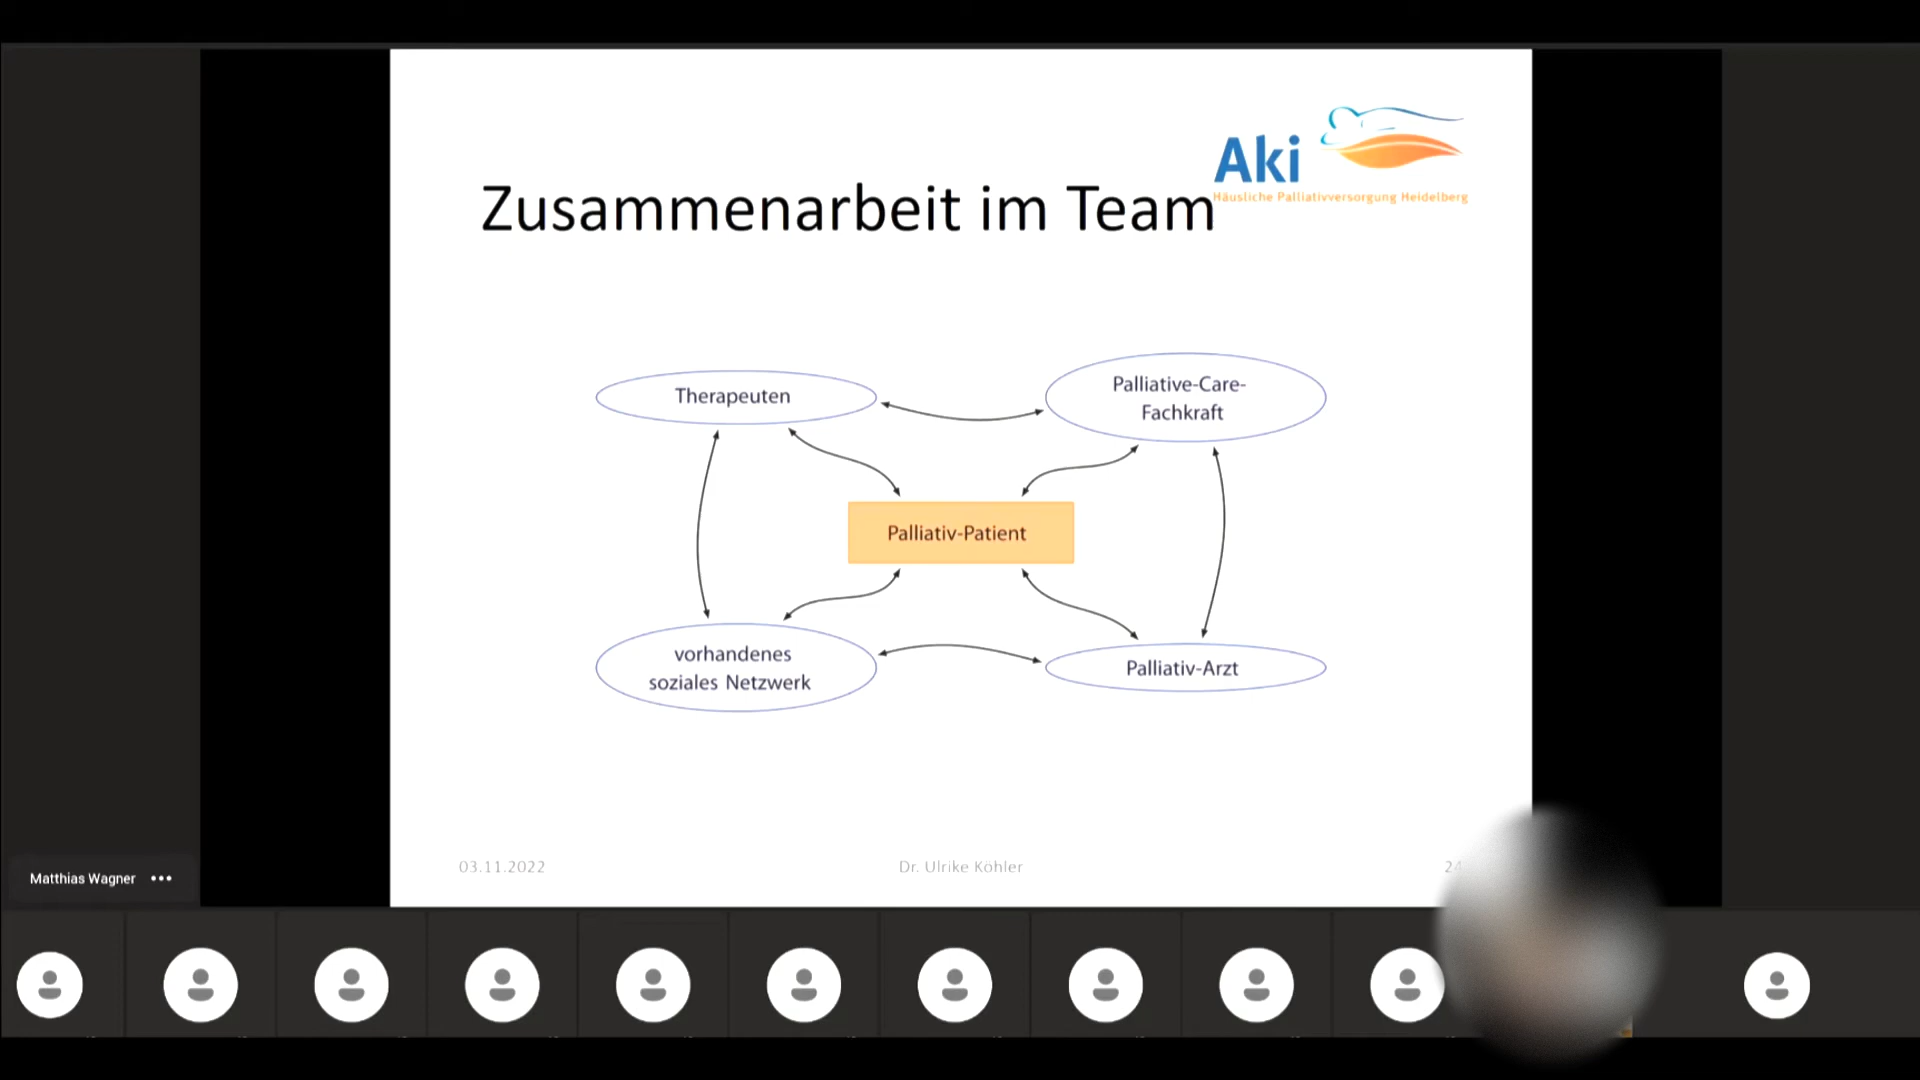 Aki
Häusliche Palliativversorgung Heidelberg
Zusammenarbeit im Team
Therapeuten
Palliative-Care-
Fachkraft
Palliativ-Patient
vorhandenes
soziales Netzwerk
Palliativ-Arzt
03.11.2022
Dr. Ulrike Köhler
Matthias Wagner